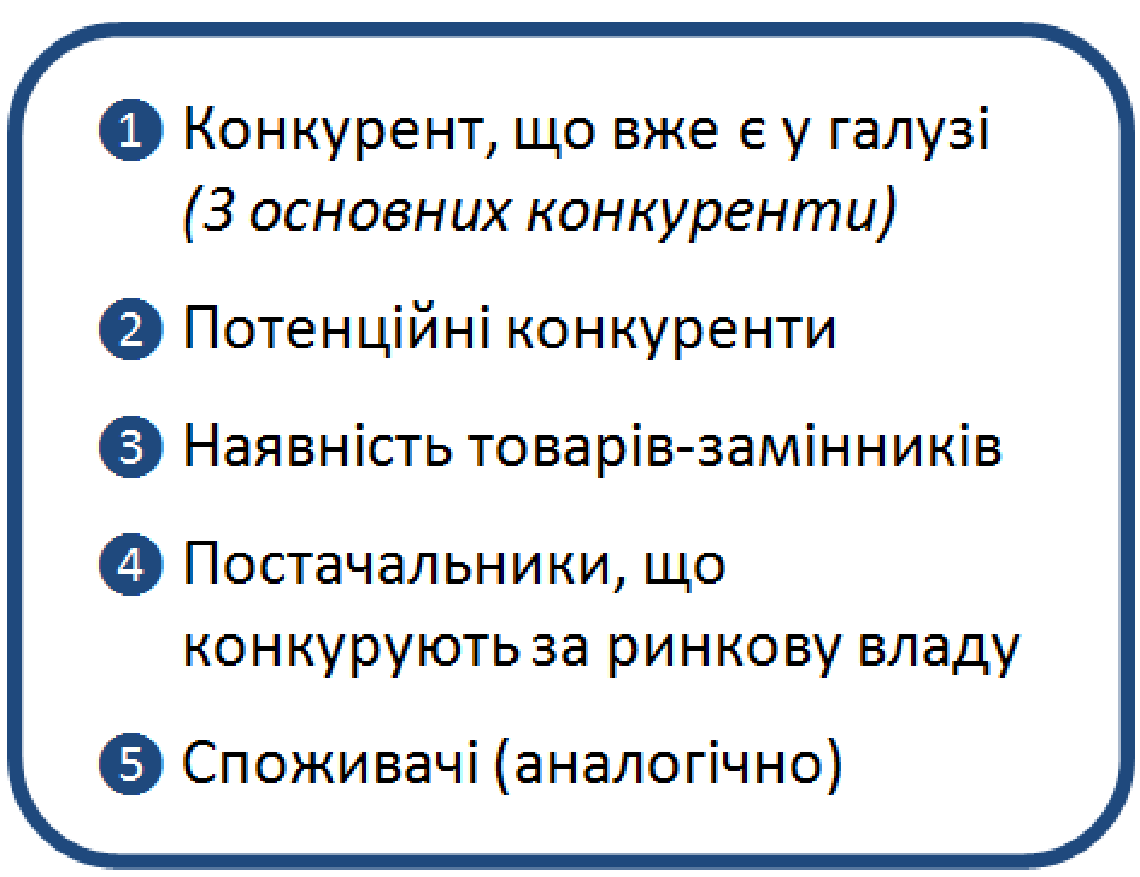 1 Конкурент, що вже є у галузі
(3 основних конкуренти)
2 Потенційні конкуренти
3 Наявність товарів-замінників
4 Постачальники, що
конкурують за ринкову владу
5 Споживачі (аналогічно)